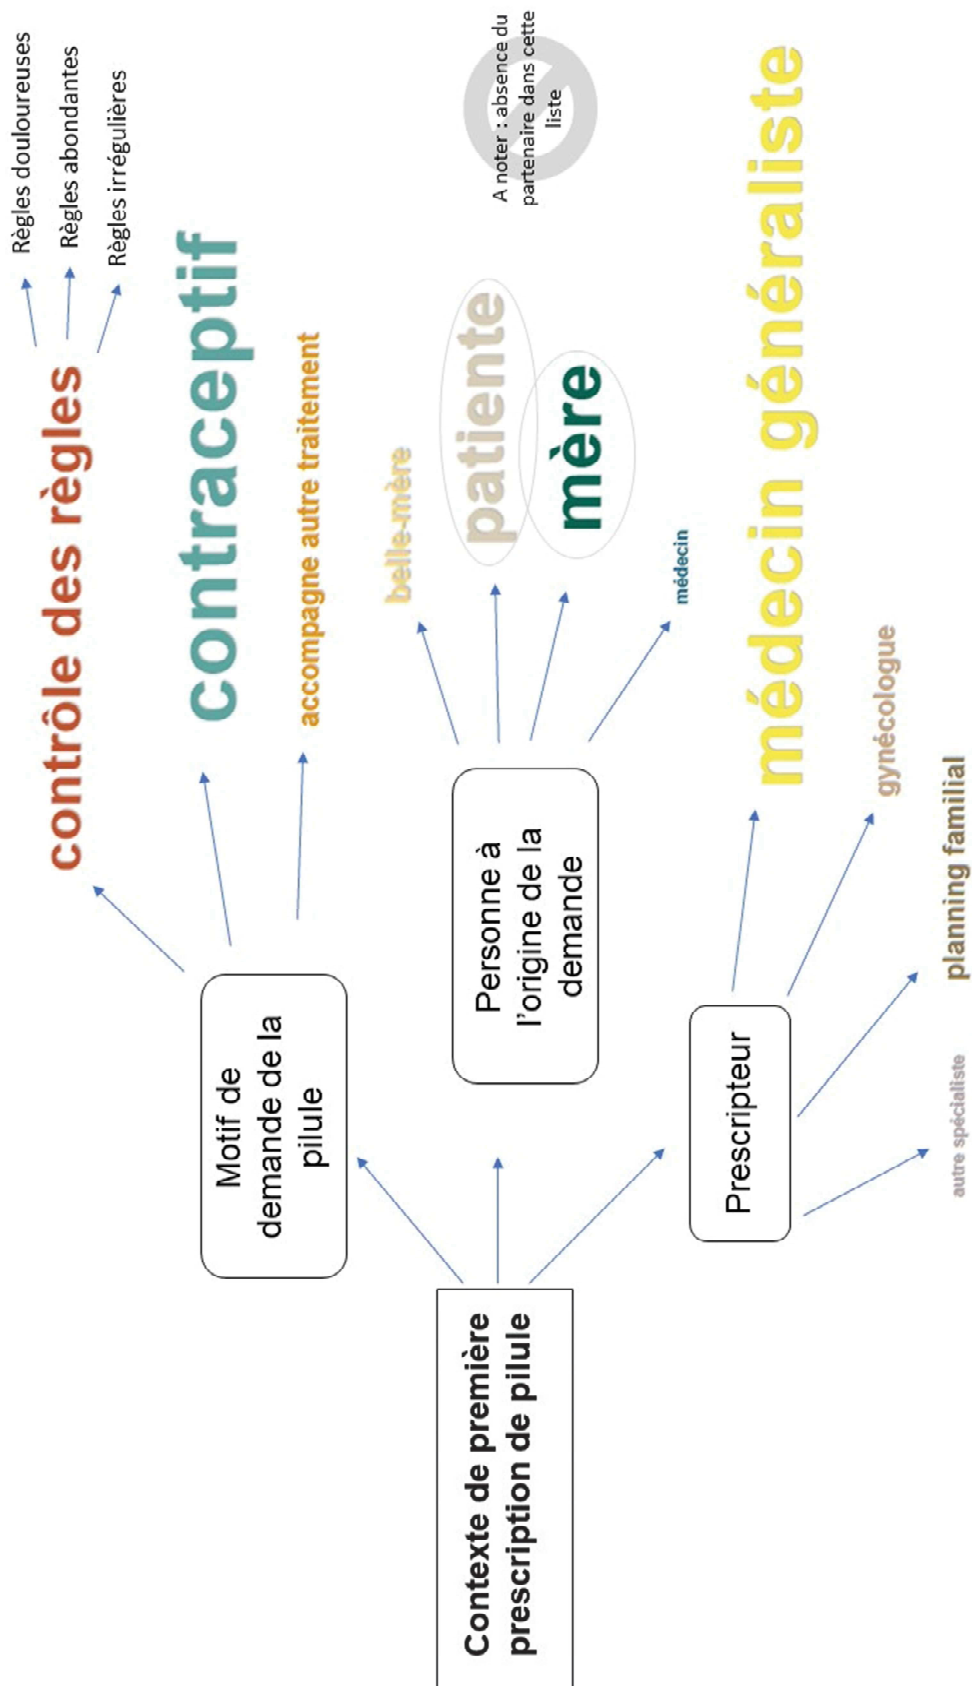 Contexte de première
prescription de pilule
Motif de
demande de la
pilule
contrôle des règles
Règles douloureuses
Règles abondantes
Règles irrégulières
contraceptif
accompagne autre traitement
Personne à
l'origine de la
demande
belle-mère
patiente
mère
médecin
A noter : absence du
partenaire dans cette
liste
Prescripteur
médecin généraliste
gynécologue
planning familial
autre spécialiste